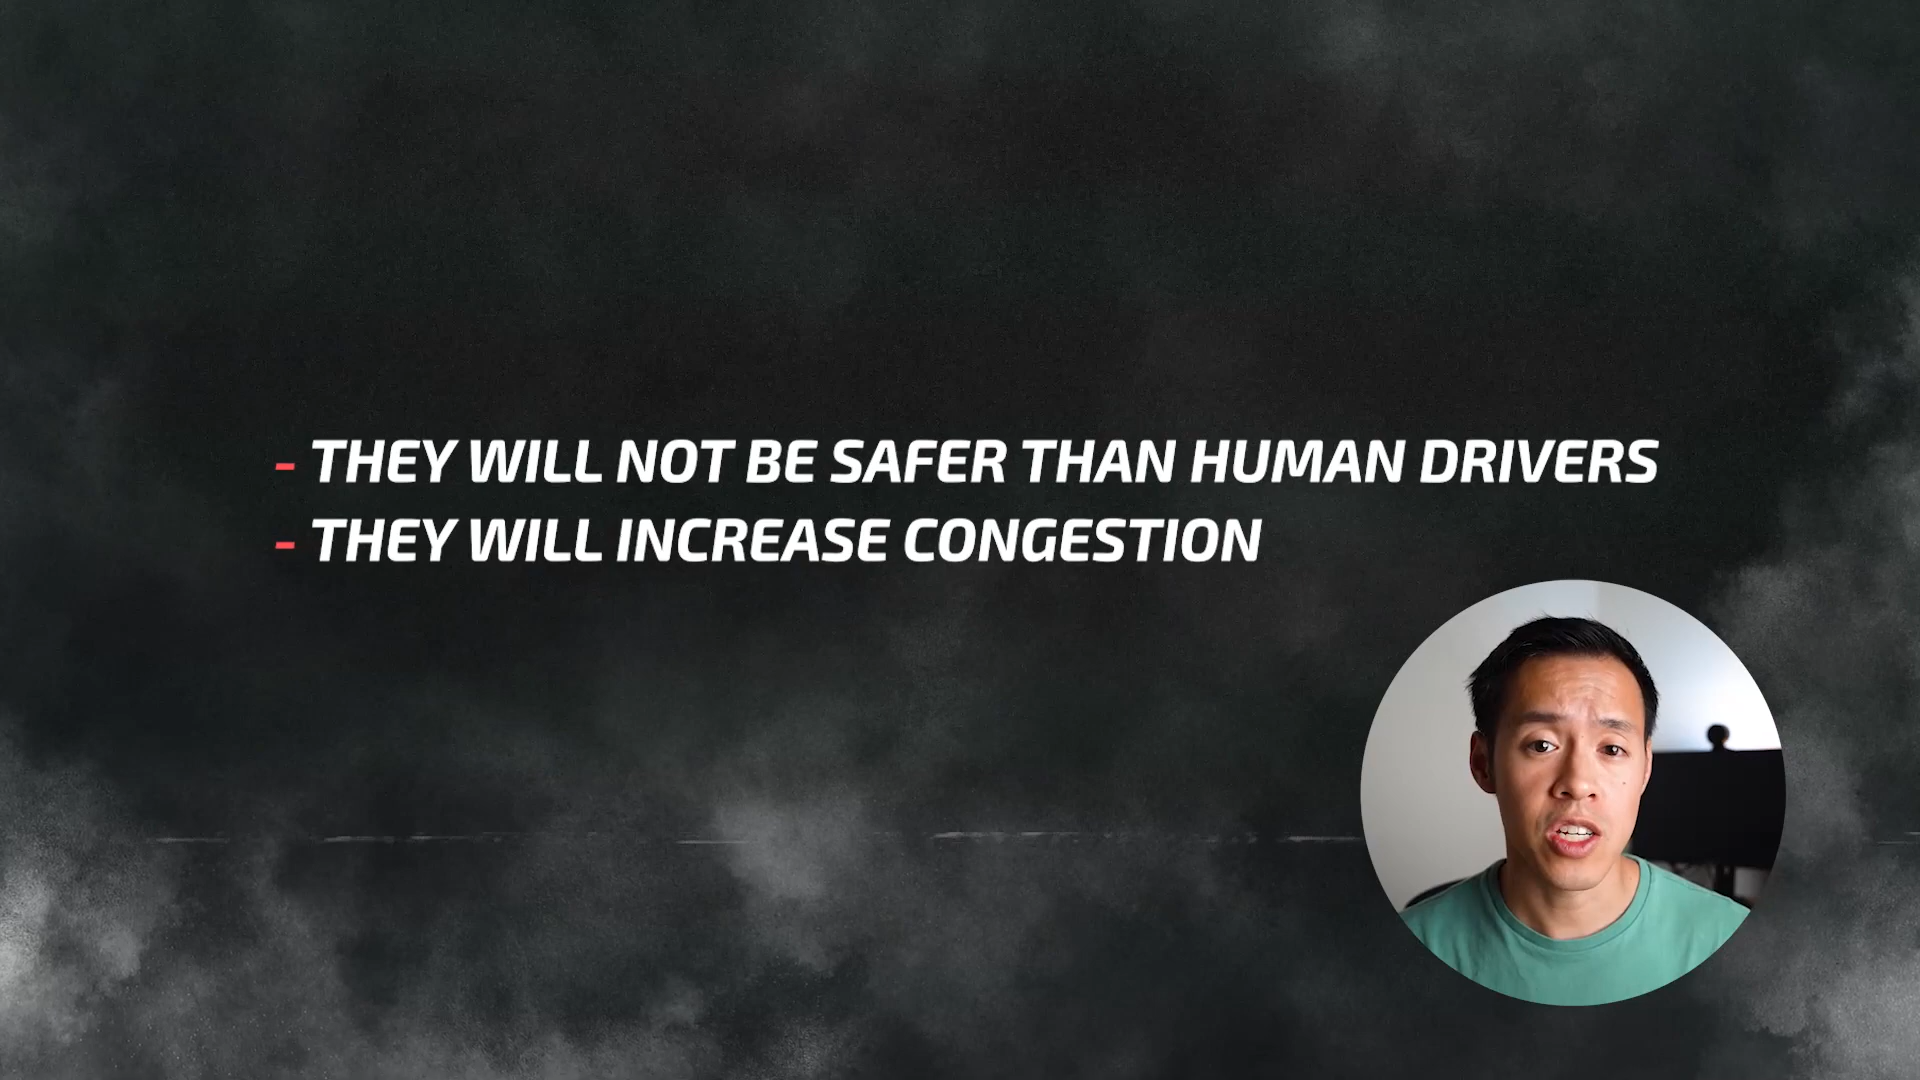 - THEY WILL NOT BE SAFER THAN HUMAN DRIVERS
- THEY WILL INCREASE CONGESTION